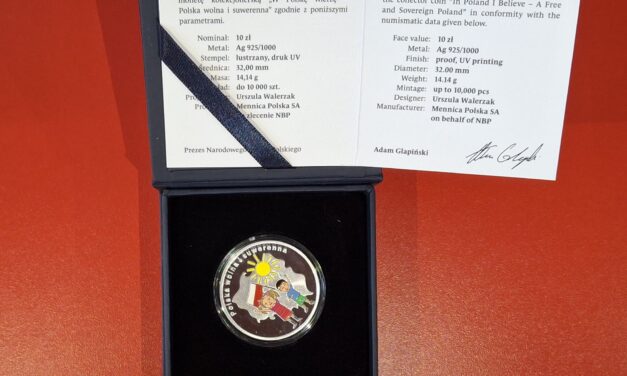 monetę kolekcjonerską „W Polskę wierzę
Polska wolna i suwerenna" zgodnie z poniższymi
parametrami.
Nominał: 10 zł
Metal: Ag 925/1000
Stempel: lustrzany, druk UV
Średnica: 32,00 mm
Masa: 14,14 g
do 10 000 szt.
Urszula Walerzak
Mennica Polska SA
zlecenie NBP
Prezes Narodowego Polskiego
the collector coin "In Poland I Believe – A Free
and Sovereign Poland" in conformity with the
numismatic data given below.
Face value: 10 zł
Metal: Ag 925/1000
Finish: proof, UV printing
Diameter: 32.00 mm
Weight: 14.14 g
Mintage: up to 10,000 pcs
Designer: Urszula Walerzak
Manufacturer: Mennica Polska SA
on behalf of NBP
Adam Glapiński
Polska wolna i suwerenna